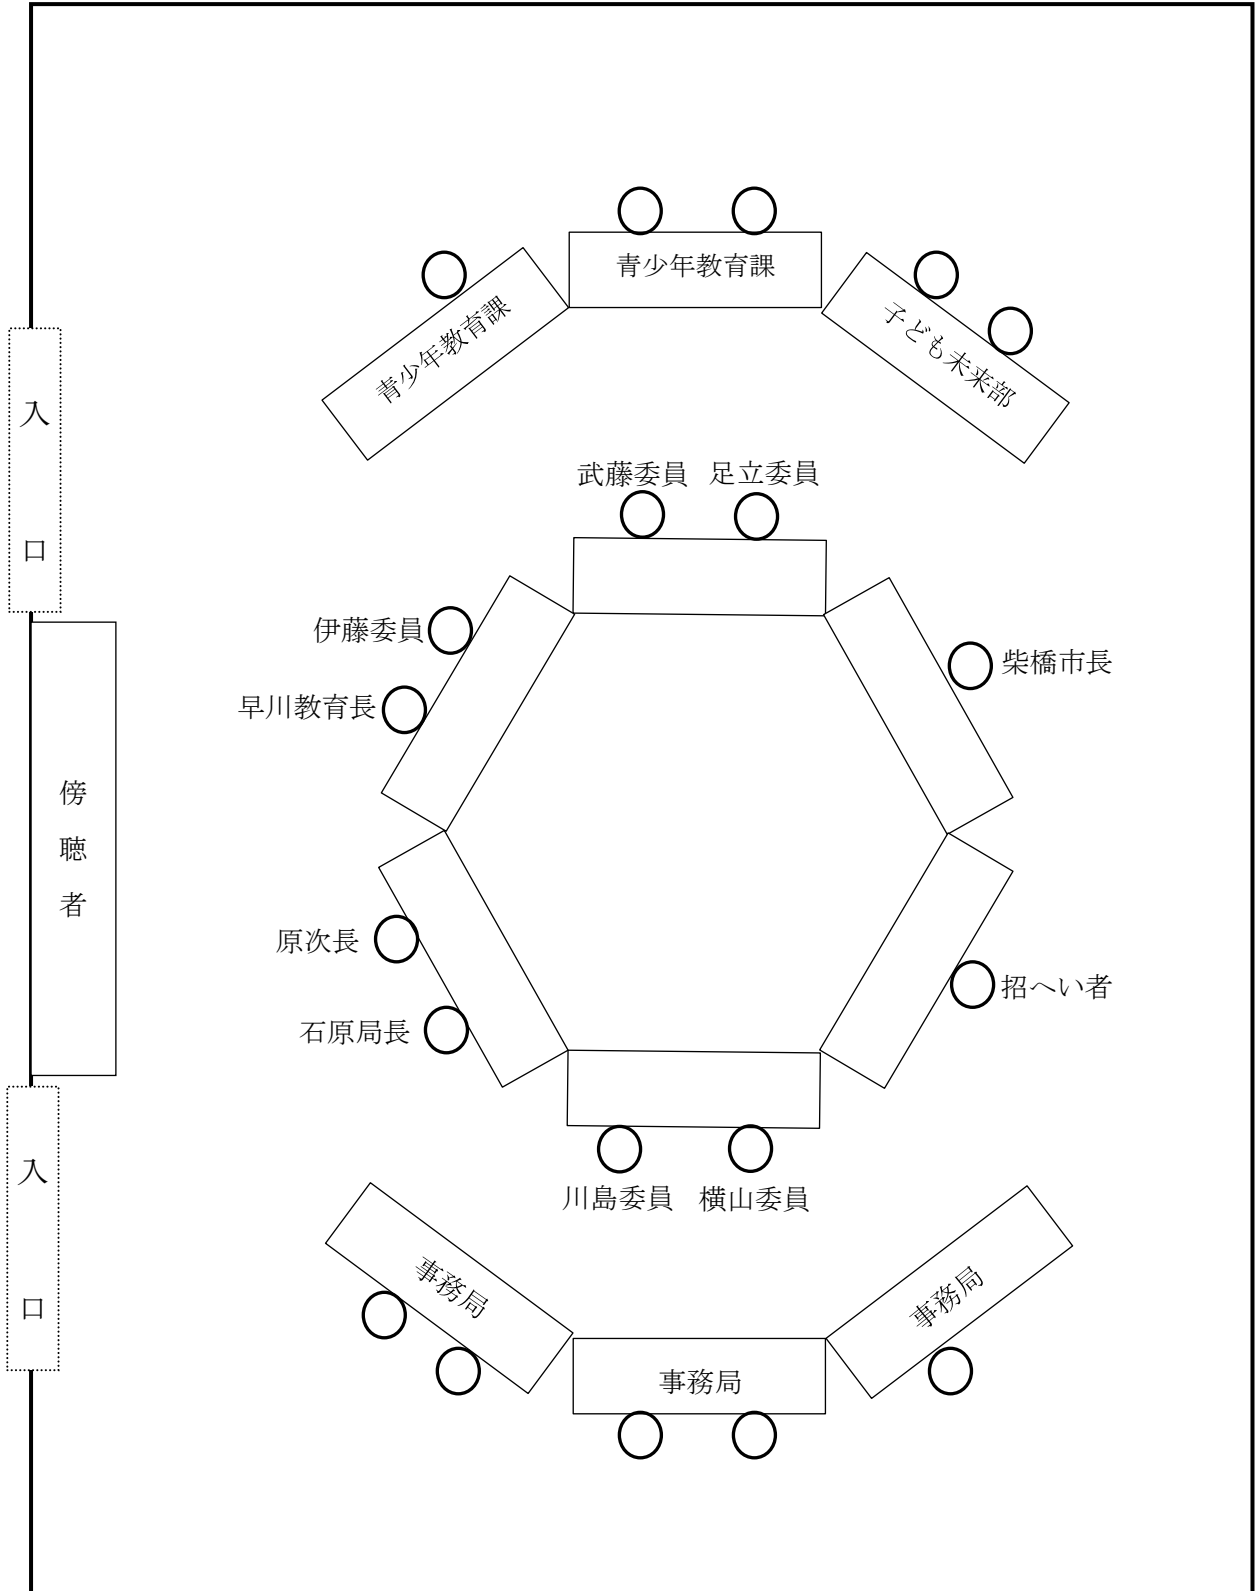 青少年教育課
青少年教育課
子ども未来部
入口
武藤委員 足立委員
伊藤委員
柴橋市長
早川教育長
傍聴者
原次長
招へい者
石原局長
入口
川島委員 横山委員
事務局
事務局
事務局